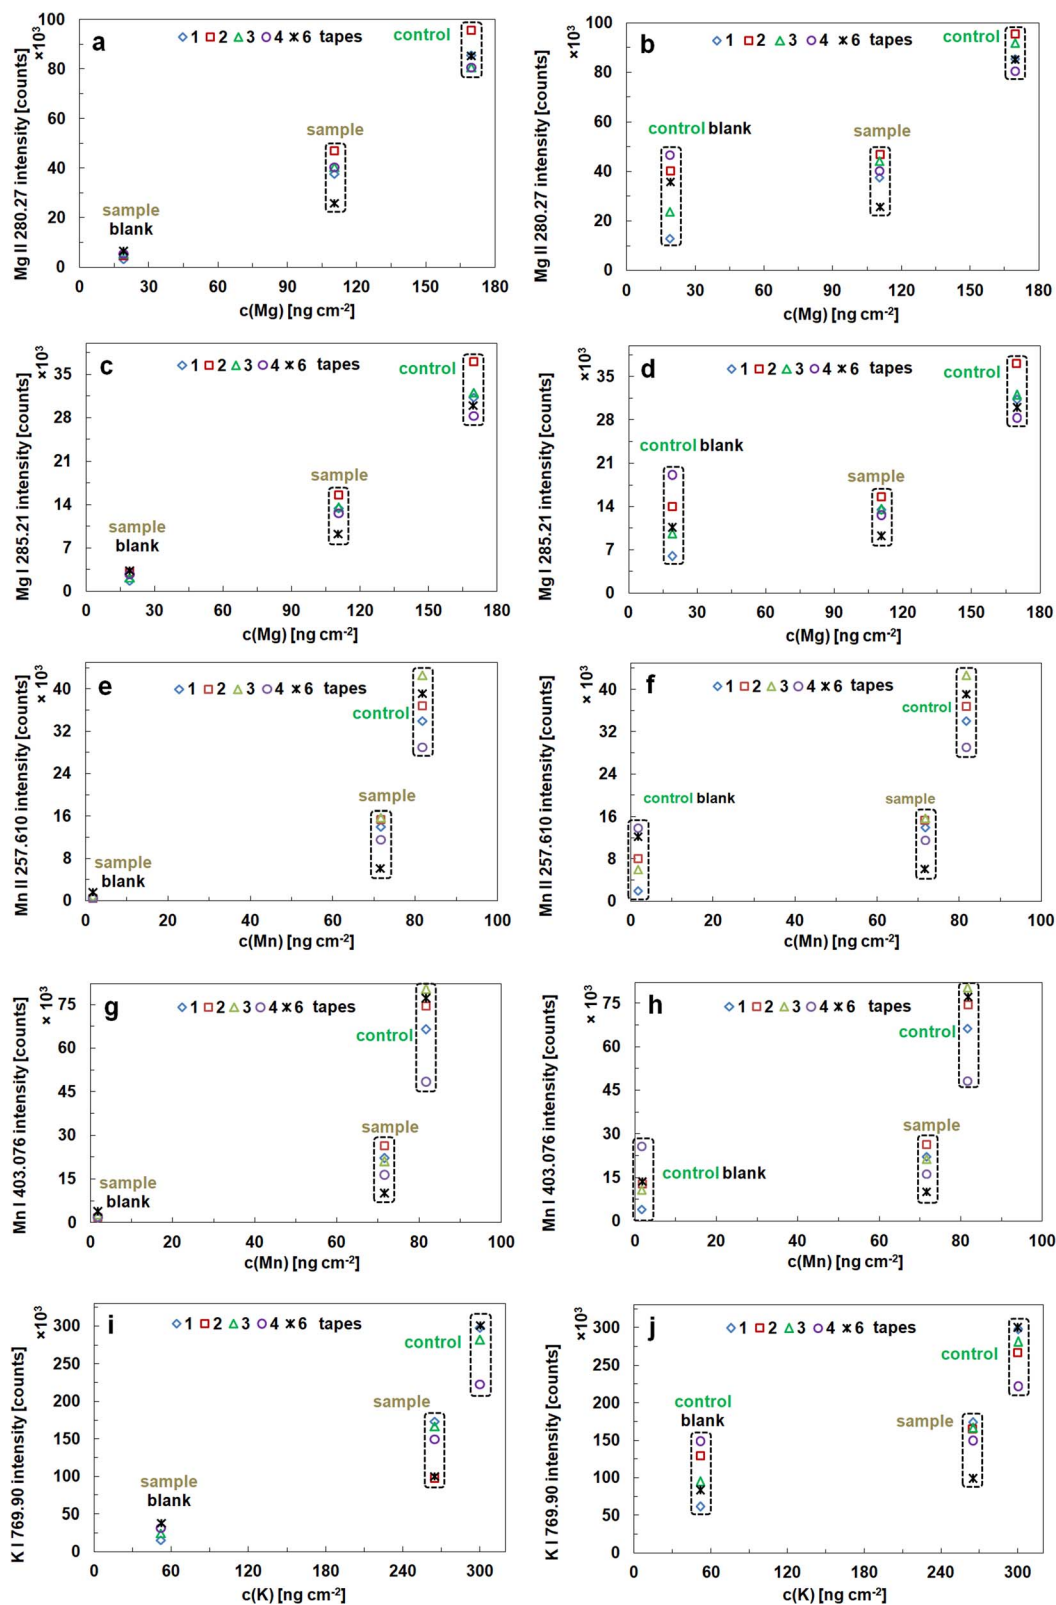 a
1 2 3 4 6 tapes
control
sample
sample
blank
×10³
Mg II 280.27 intensity [counts]
100
80
60
40
20
0
0 30 60 90 120 150 180
c(Mg) [ng cm⁻²]
b
1 2 3 4 6 tapes
control
control blank
sample
×10³
Mg II 280.27 intensity [counts]
100
80
60
40
20
0
0 30 60 90 120 150 180
c(Mg) [ng cm⁻²]
c
1 2 3 4 6 tapes
control
sample
sample
blank
×10³
Mg I 285.21 intensity [counts]
35
28
21
14
7
0
0 30 60 90 120 150 180
c(Mg) [ng cm⁻²]
d
1 2 3 4 6 tapes
control
control blank
sample
×10³
Mg I 285.21 intensity [counts]
35
28
21
14
7
0
0 30 60 90 120 150 180
c(Mg) [ng cm⁻²]
e
1 2 3 4 6 tapes
control
sample
sample
blank
× 10³
Mn II 257.610 intensity [counts]
40
32
24
16
8
0
0 20 40 60 80 100
c(Mn) [ng cm⁻²]
f
1 2 3 4 6 tapes
control
control blank
sample
× 10³
Mn II 257.610 intensity [counts]
40
32
24
16
8
0
0 20 40 60 80 100
c(Mn) [ng cm⁻²]
g
1 2 3 4 6 tapes
control
sample
sample
blank
× 10³
Mn I 403.076 intensity [counts]
75
60
45
30
15
0
0 20 40 60 80 100
c(Mn) [ng cm⁻²]
h
1 2 3 4 6 tapes
control
sample
control blank
× 10³
Mn I 403.076 intensity [counts]
75
60
45
30
15
0
0 20 40 60 80 100
c(Mn) [ng cm⁻²]
i
1 2 3 4 6 tapes
control
sample
sample
blank
×10³
K I 769.90 intensity [counts]
300
250
200
150
100
50
0
0 60 120 180 240 300
c(K) [ng cm⁻²]
j
1 2 3 4 6 tapes
control
control
blank
sample
×10³
K I 769.90 intensity [counts]
300
250
200
150
100
50
0
0 60 120 180 240 300
c(K) [ng cm⁻²]